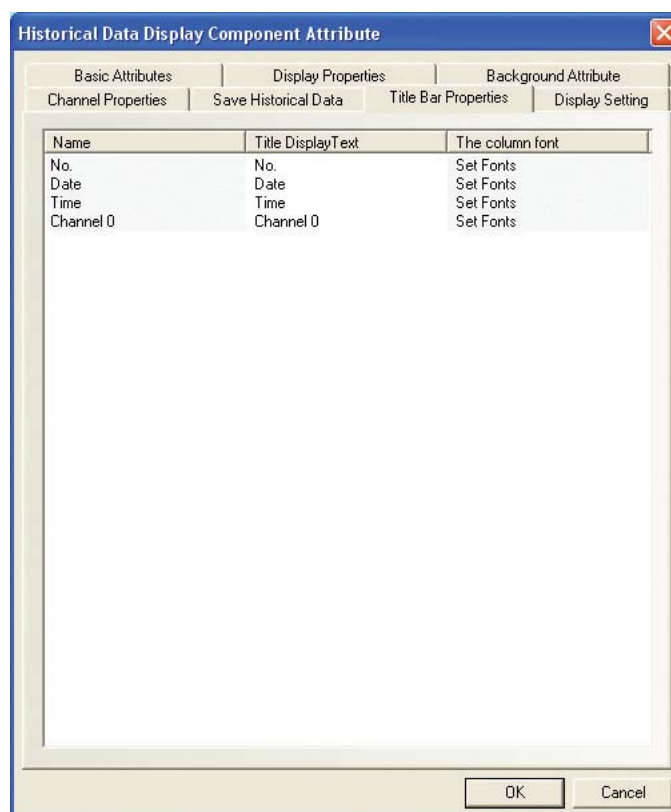 Historical Data Display Component Attribute
Basic Attributes Display Properties Background Attribute
Channel Properties Save Historical Data Title Bar Properties Display Setting
Name Title DisplayText The column font
No. No. Set Fonts
Date Date Set Fonts
Time Time Set Fonts
Channel 0 Channel 0 Set Fonts
OK Cancel